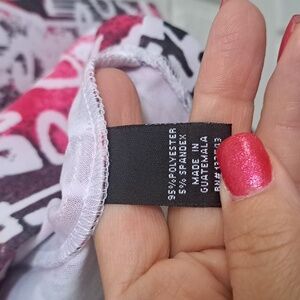 95%POLYESTER
5% SPANDEX
MADE IN
GUATEMALA